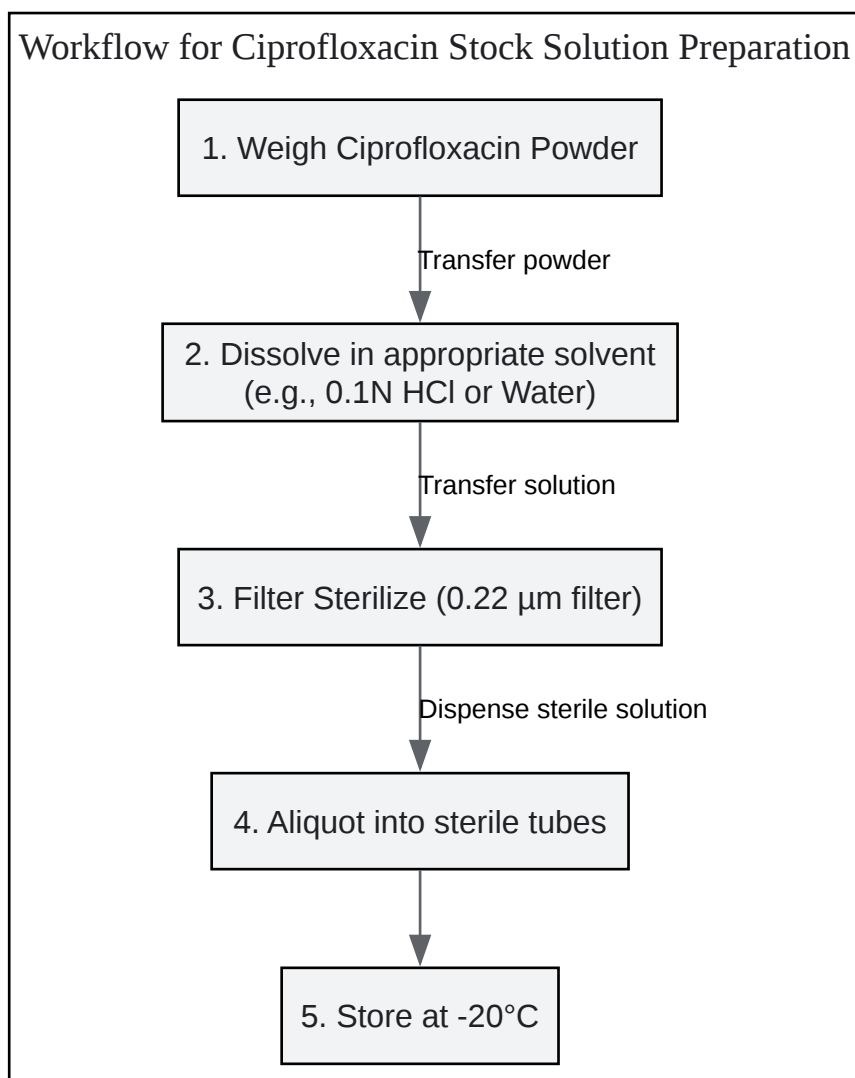 Workflow for Ciprofloxacin Stock Solution Preparation
1. Weigh Ciprofloxacin Powder
Transfer powder
2. Dissolve in appropriate solvent
(e.g., 0.1N HCl or Water)
Transfer solution
3. Filter Sterilize (0.22 µm filter)
Dispense sterile solution
4. Aliquot into sterile tubes
5. Store at -20°C